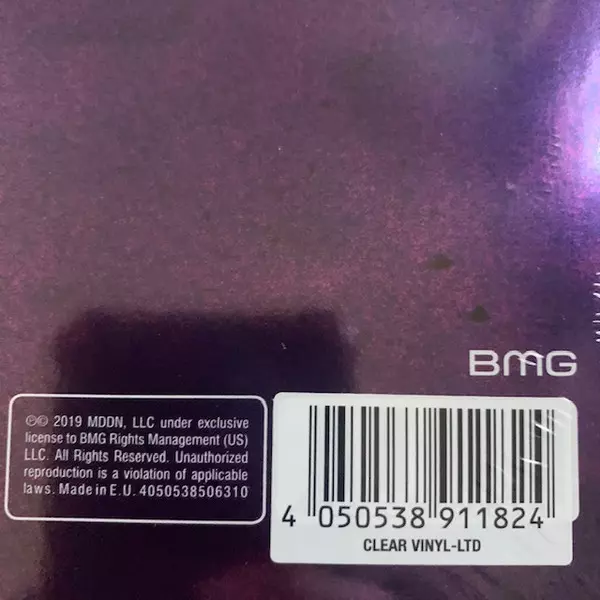 BMG
℗© 2019 MDDN, LLC under exclusive
license to BMG Rights Management (US)
LLC. All Rights Reserved. Unauthorized
reproduction is a violation of applicable
laws. Made in E.U. 4050538506310
4 050538 911824
CLEAR VINYL-LTD